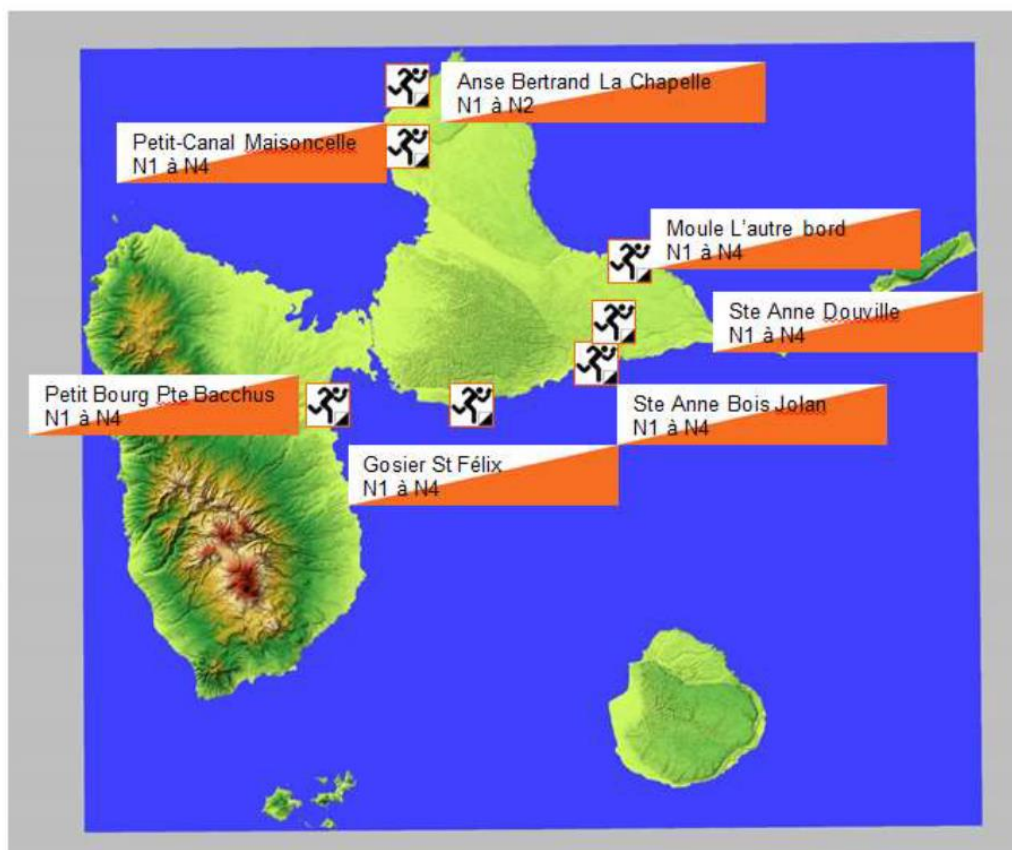 Anse Bertrand La Chapelle
N1 à N2
Petit-Canal Maisoncelle
N1 à N4
Moule L'autre bord
N1 à N4
Ste Anne Douville
N1 à N4
Petit Bourg Pte Bacchus
N1 à N4
Ste Anne Bois Jolan
N1 à N4
Gosier St Félix
N1 à N4